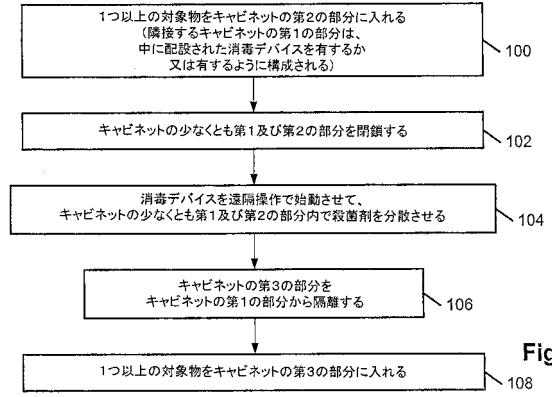 1つ以上の対象物をキャビネットの第2の部分に入れる
(隣接するキャビネットの第1の部分は、
中に配設された消毒デバイスを有するか
又は有するように構成される)
100
キャビネットの少なくとも第1及び第2の部分を閉鎖する
102
消毒デバイスを遠隔操作で始動させて、
キャビネットの少なくとも第1及び第2の部分内で殺菌剤を分散させる
104
キャビネットの第3の部分を
キャビネットの第1の部分から隔離する
106
Fig
1つ以上の対象物をキャビネットの第3の部分に入れる
108